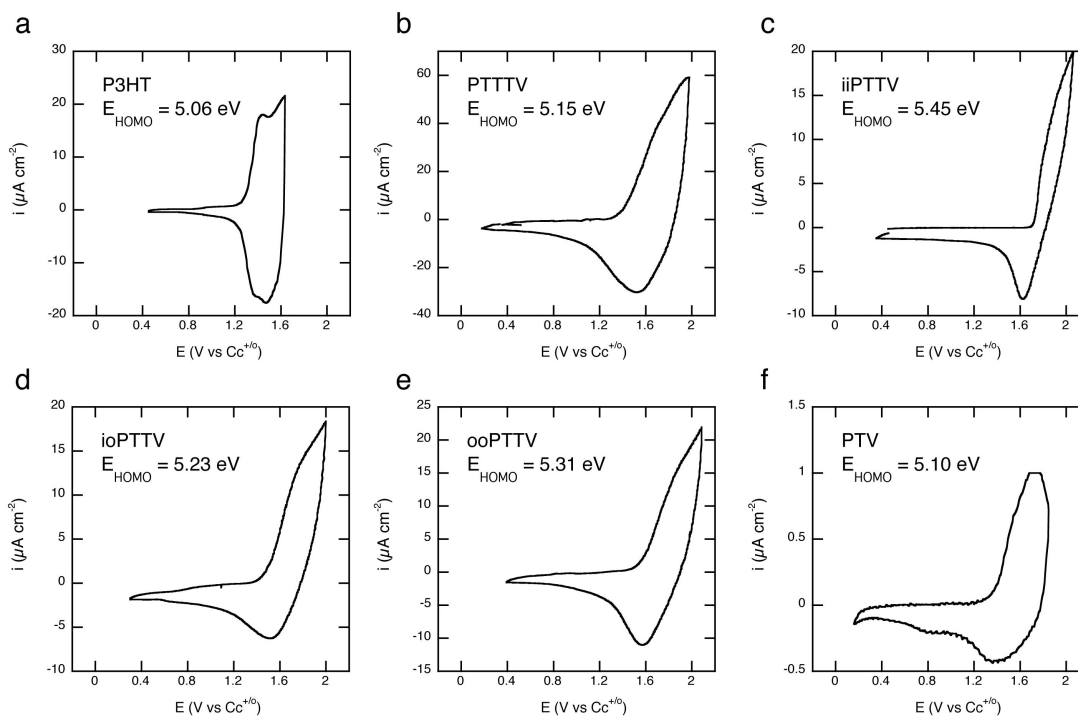 a
30
20
10
0
-10
-20
P3HT
E_HOMO = 5.06 eV
i (µA cm⁻²)
0 0.4 0.8 1.2 1.6 2
E (V vs Cc⁺/⁰)
b
60
40
20
0
-20
-40
PTTTV
E_HOMO = 5.15 eV
i (µA cm⁻²)
0 0.4 0.8 1.2 1.6 2
E (V vs Cc⁺/⁰)
c
20
15
10
5
0
-5
-10
iiPTTV
E_HOMO = 5.45 eV
i (µA cm⁻²)
0 0.4 0.8 1.2 1.6 2
E (V vs Cc⁺/⁰)
d
20
15
10
5
0
-5
-10
ioPTTV
E_HOMO = 5.23 eV
i (µA cm⁻²)
0 0.4 0.8 1.2 1.6 2
E (V vs Cc⁺/⁰)
e
25
20
15
10
5
0
-5
-10
-15
ooPTTV
E_HOMO = 5.31 eV
i (µA cm⁻²)
0 0.4 0.8 1.2 1.6 2
E (V vs Cc⁺/⁰)
f
1.5
1
0.5
0
-0.5
PTV
E_HOMO = 5.10 eV
i (µA cm⁻²)
0 0.4 0.8 1.2 1.6 2
E (V vs Cc⁺/⁰)